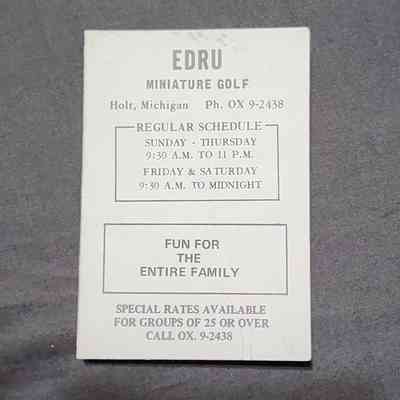 EDRU
MINIATURE GOLF
Holt, Michigan Ph. OX 9-2438
REGULAR SCHEDULE
SUNDAY - THURSDAY
9:30 A.M. TO 11 P.M.
FRIDAY & SATURDAY
9:30 A.M. TO MIDNIGHT
FUN FOR
THE
ENTIRE FAMILY
SPECIAL RATES AVAILABLE
FOR GROUPS OF 25 OR OVER
CALL OX. 9-2438